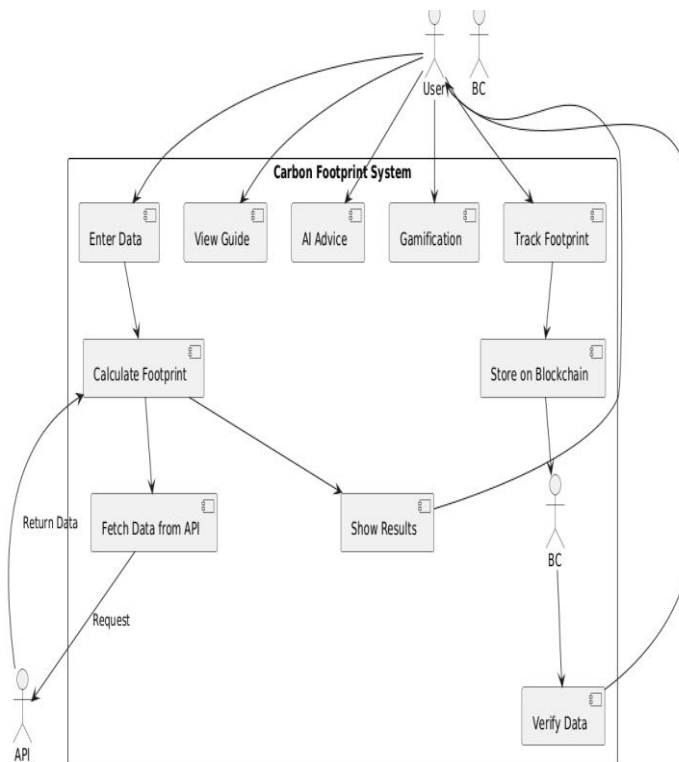 User
BC
Carbon Footprint System
Enter Data
View Guide
AI Advice
Gamification
Track Footprint
Calculate Footprint
Store on Blockchain
Return Data
Fetch Data from API
Show Results
BC
Request
Verify Data
API